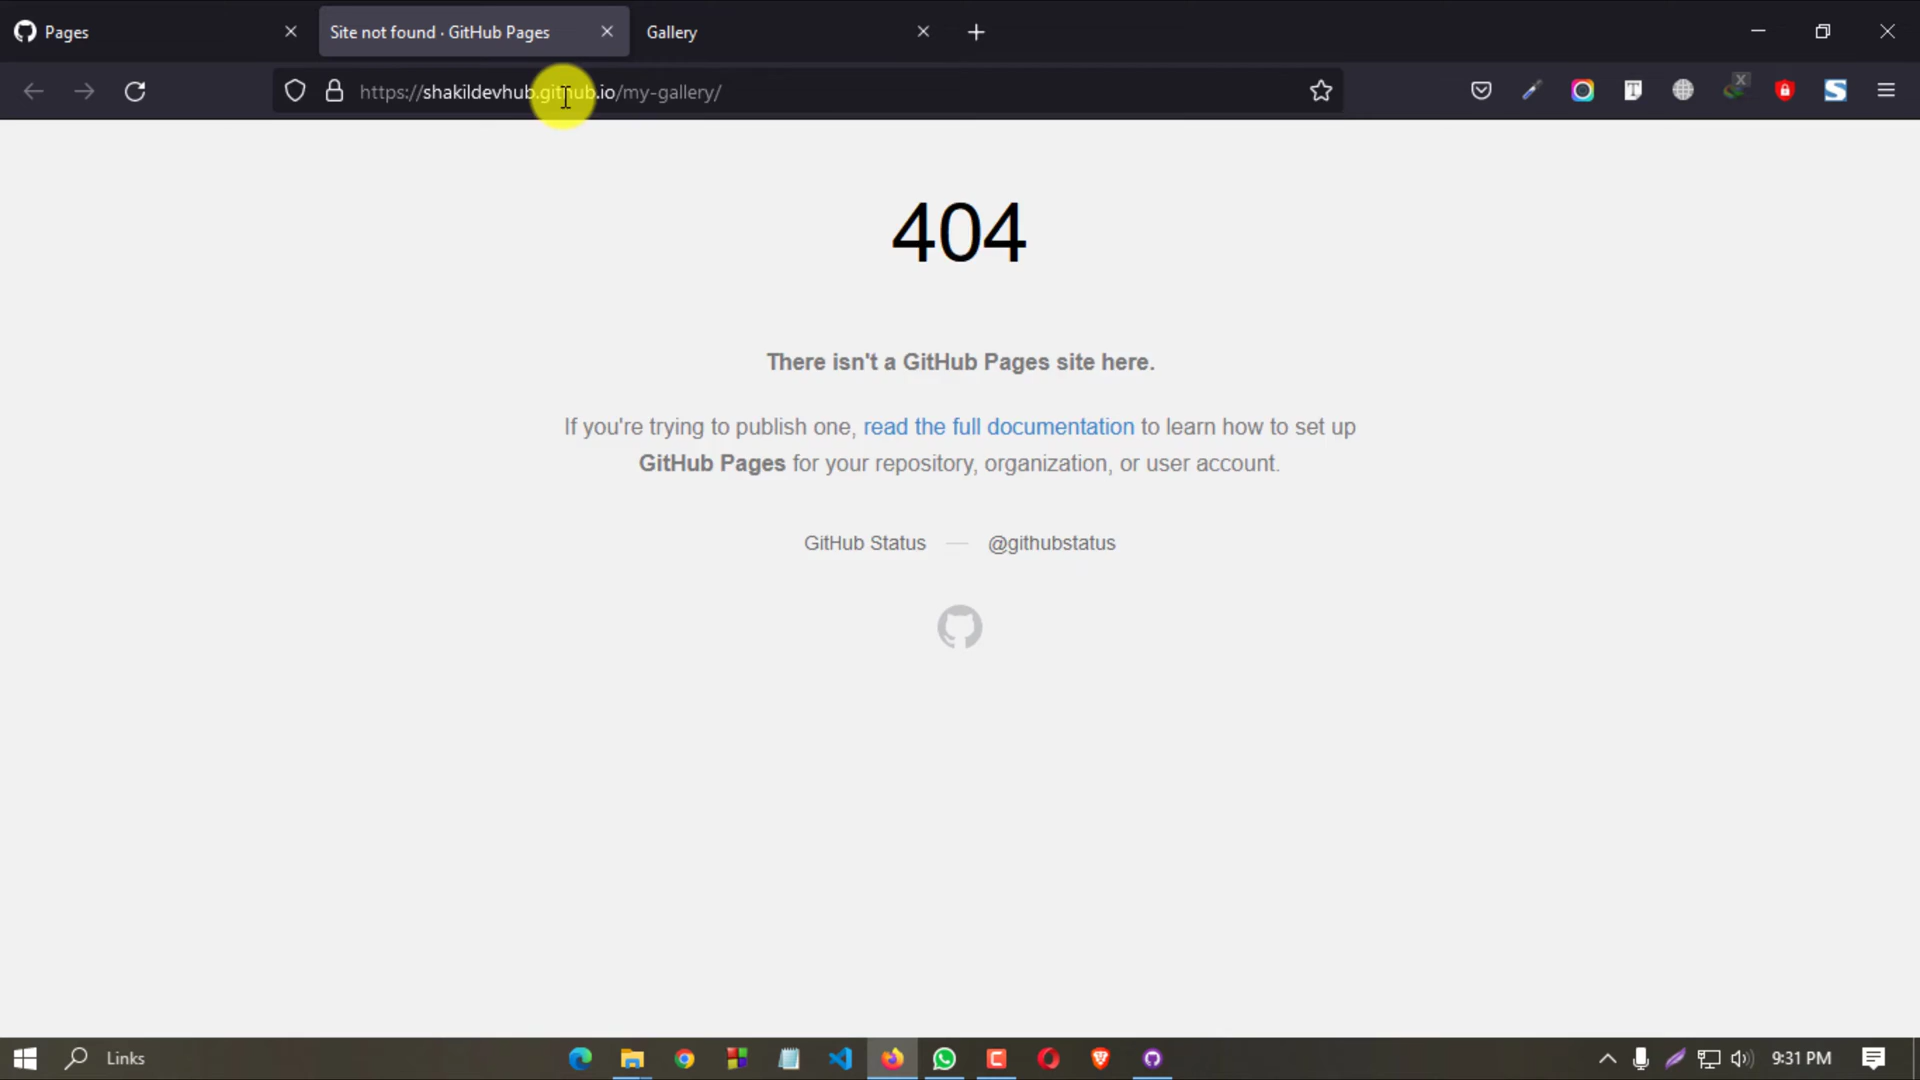 Pages
Site not found · GitHub Pages
Gallery
https://shakildevhub.github.io/my-gallery/
404
There isn't a GitHub Pages site here.
If you're trying to publish one, read the full documentation to learn how to set up
GitHub Pages for your repository, organization, or user account.
GitHub Status — @githubstatus
Links
9:31 PM